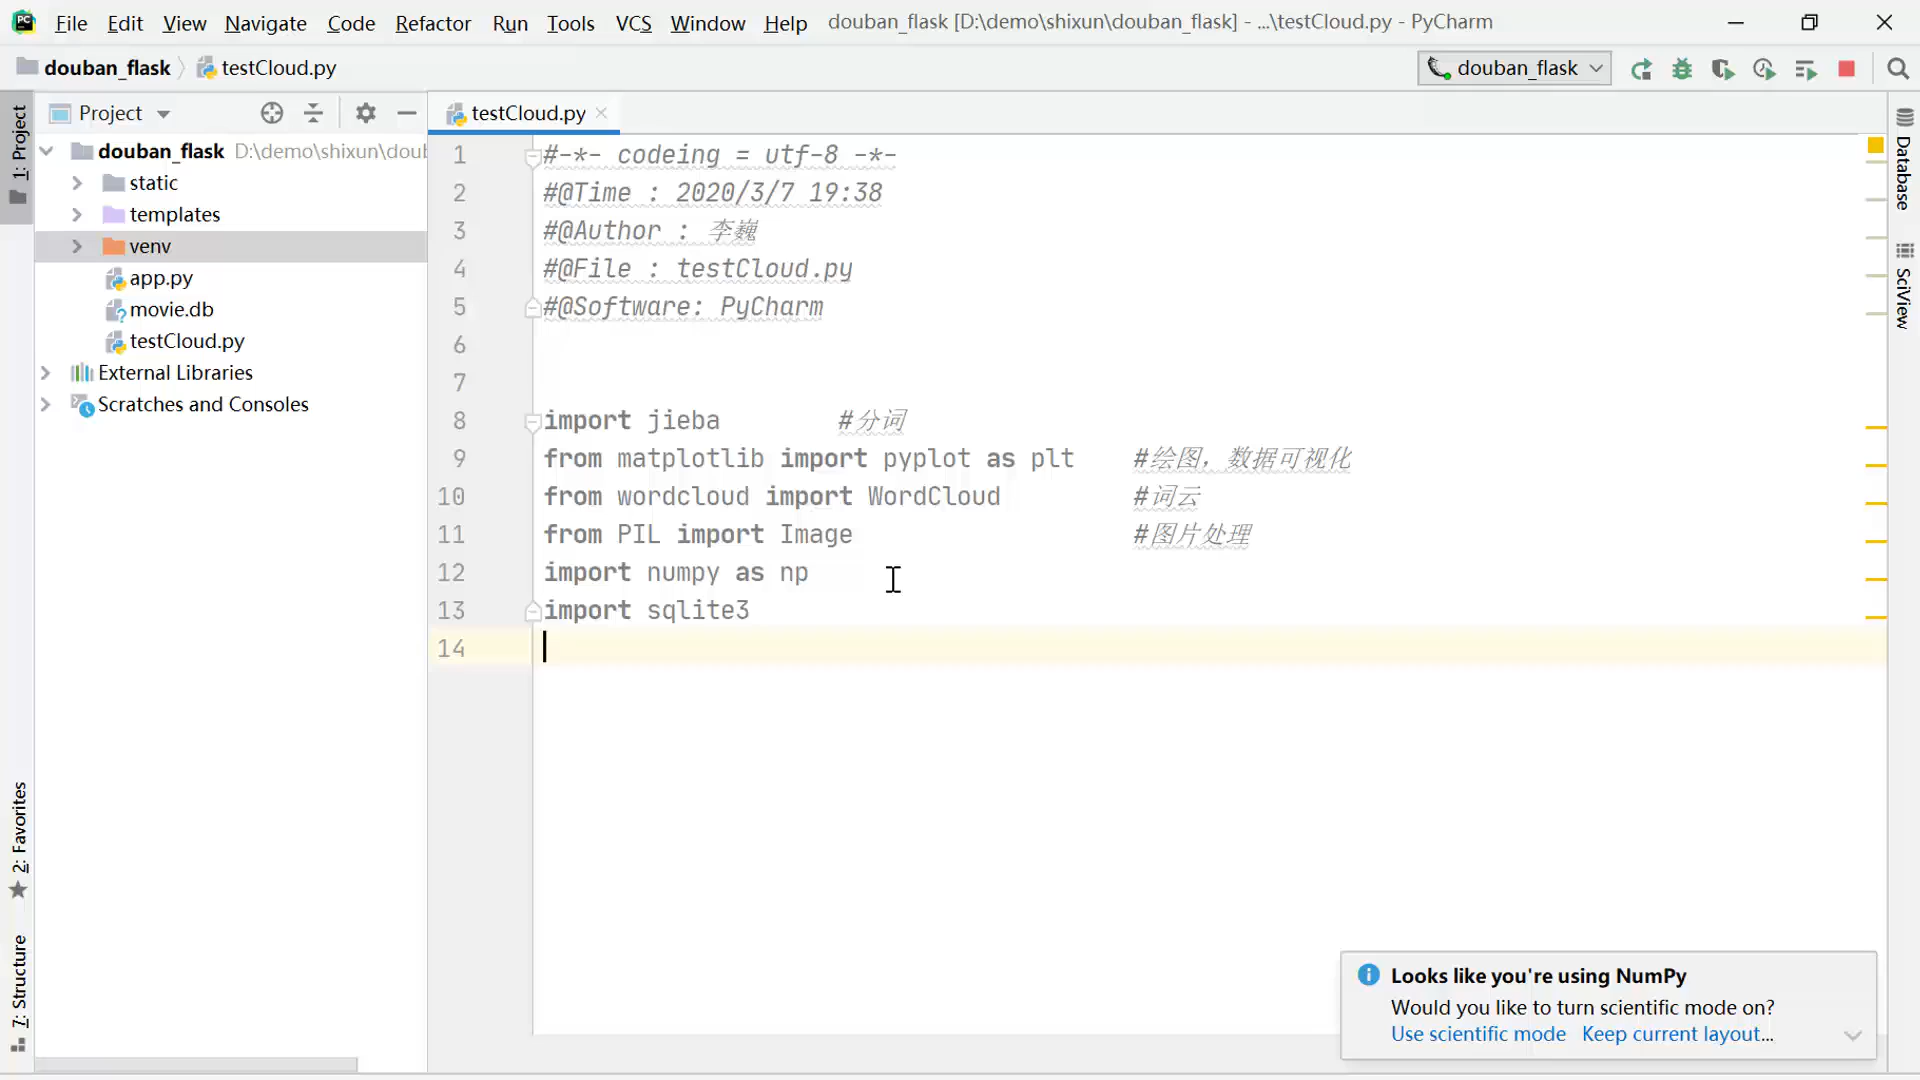 File Edit View Navigate Code Refactor Run Tools VCS Window Help douban_flask [D:\demo\shixun\douban_flask] - ...\testCloud.py - PyCharm
douban_flask testCloud.py douban_flask
1: Project
Project
testCloud.py
douban_flask D:\demo\shixun\doub
static
templates
venv
app.py
movie.db
testCloud.py
External Libraries
Scratches and Consoles
1 #-*- codeing = utf-8 -*-
2 #@Time : 2020/3/7 19:38
3 #@Author : 李巍
4 #@File : testCloud.py
5 #@Software: PyCharm
6
7
8 import jieba #分词
9 from matplotlib import pyplot as plt #绘图，数据可视化
10 from wordcloud import WordCloud #词云
11 from PIL import Image #图片处理
12 import numpy as np
13 import sqlite3
14
Database
SciView
2: Favorites
7: Structure
Looks like you're using NumPy
Would you like to turn scientific mode on?
Use scientific mode Keep current layout...